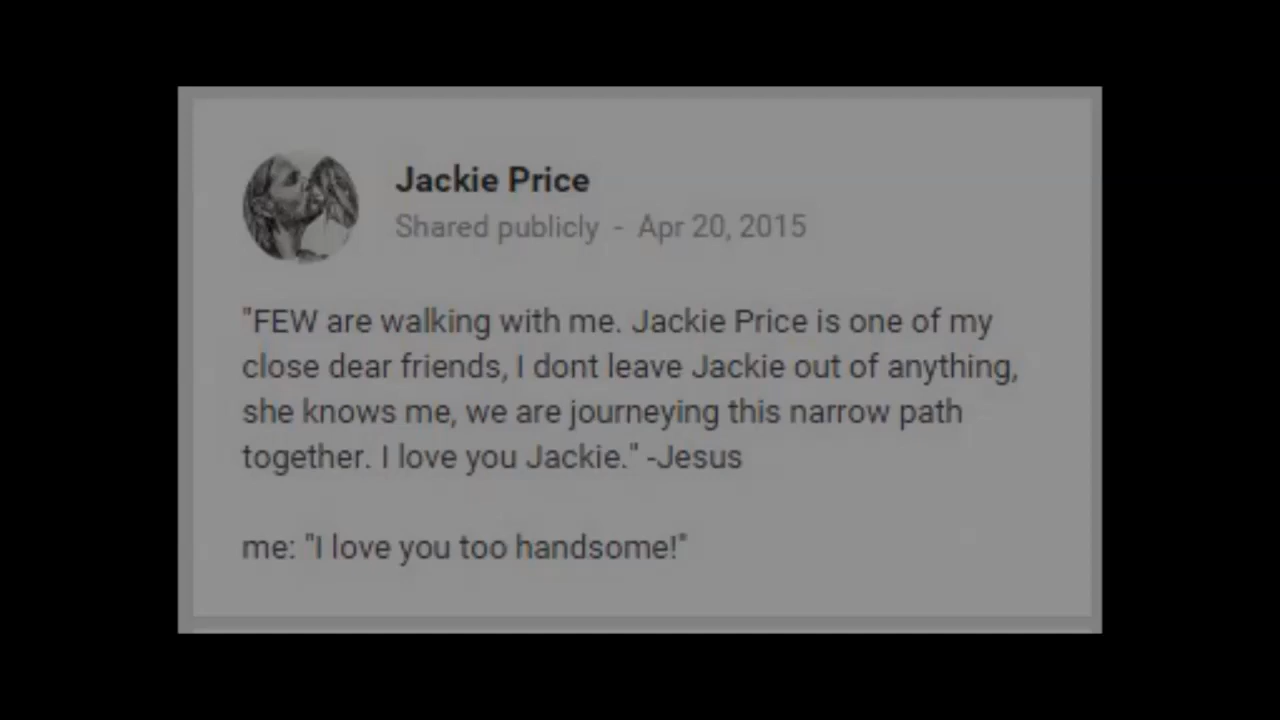 Jackie Price
Shared publicly - Apr 20, 2015
"FEW are walking with me. Jackie Price is one of my
close dear friends, I dont leave Jackie out of anything,
she knows me, we are journeying this narrow path
together. I love you Jackie." -Jesus
me: "I love you too handsome!"